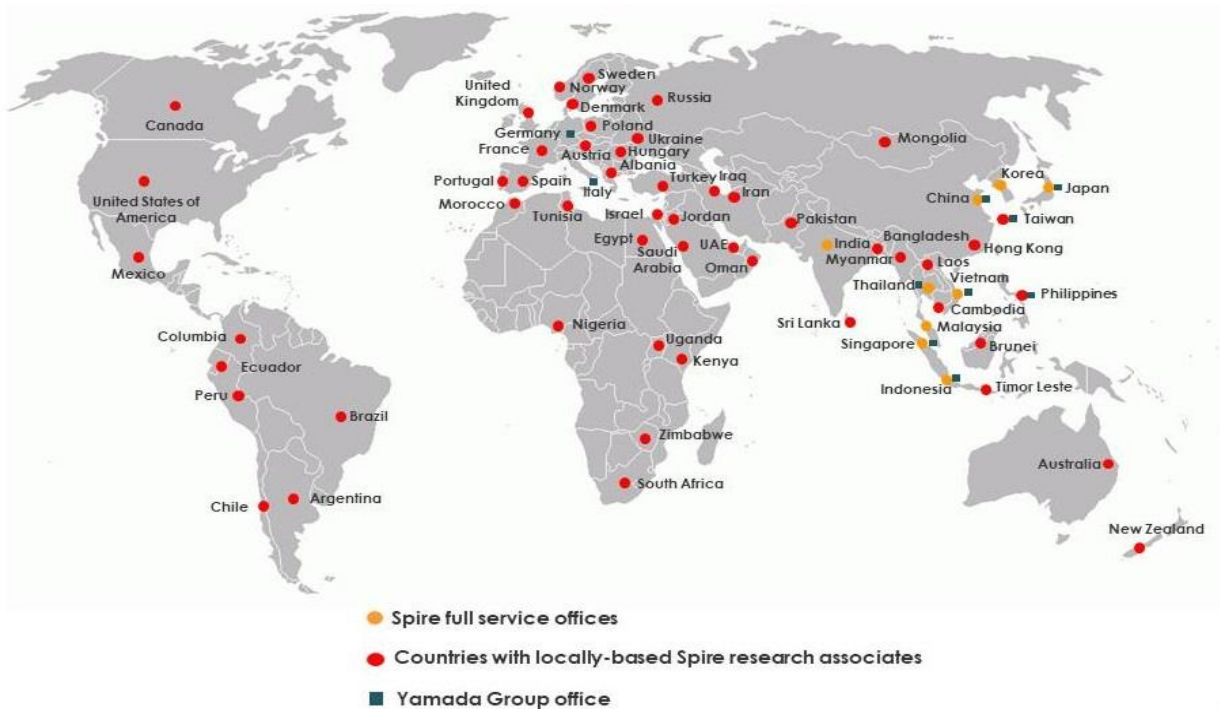 Sweden
United
Kingdom
Norway
Russia
Denmark
Canada
Germany
Poland
Ukraine
Mongolia
France
Austria
Hungary
Albania
Korea
Turkey
Iraq
Portugal
Spain
Italy
Iran
China
Japan
United States of
America
Morocco
Tunisia
Israel
Jordan
Pakistan
Taiwan
Egypt
Saudi
Arabia
UAE
India
Bangladesh
Hong Kong
Mexico
Oman
Myanmar
Laos
Thailand
Vietnam
Philippines
Cambodia
Sri Lanka
Columbia
Nigeria
Uganda
Malaysia
Singapore
Brunei
Ecuador
Kenya
Peru
Indonesia
Timor Leste
Brazil
Zimbabwe
Australia
South Africa
Chile
Argentina
New Zealand
Spire full service offices
Countries with locally-based Spire research associates
Yamada Group office